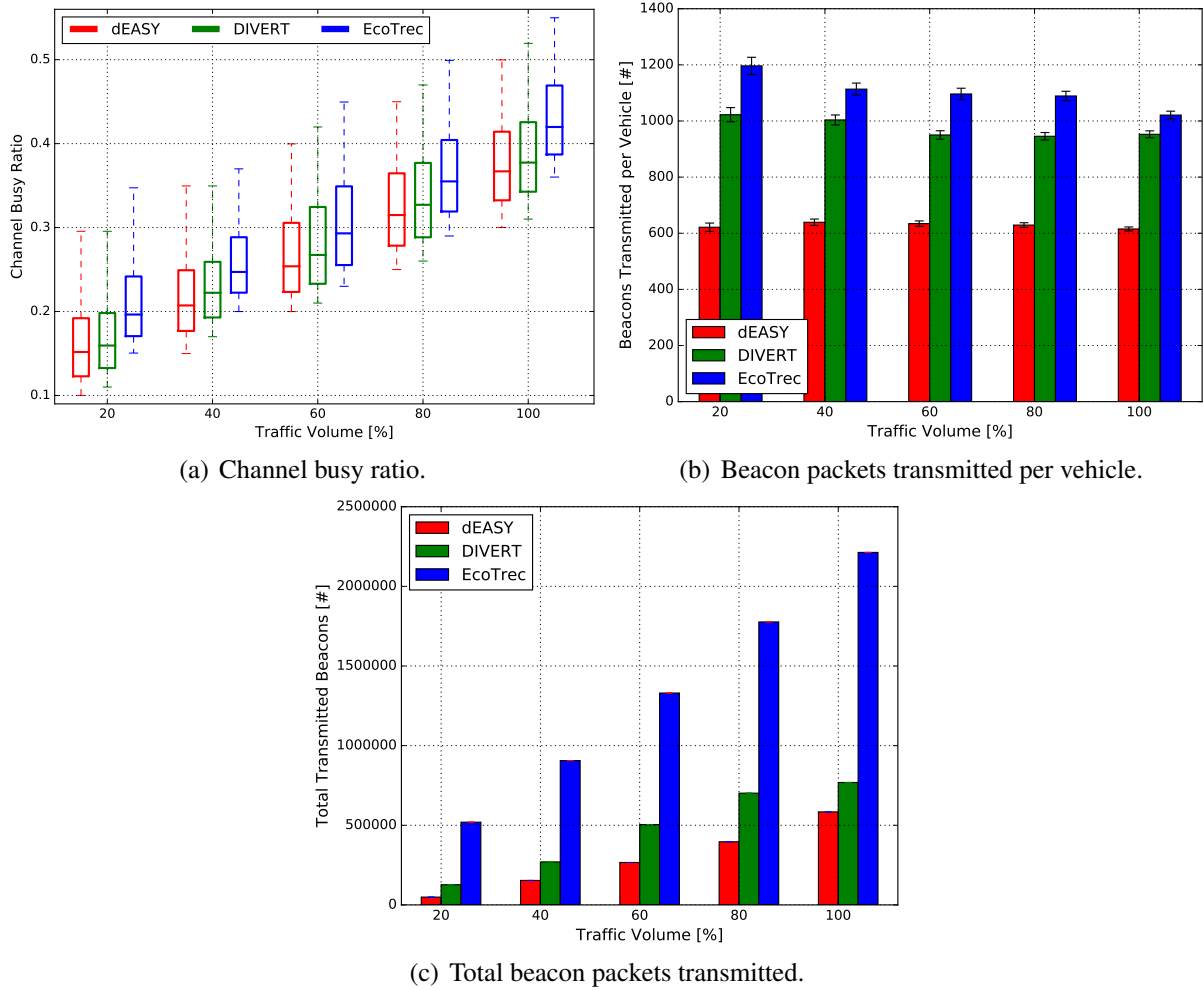 dEASY DIVERT EcoTrec
Channel Busy Ratio
0.5
0.4
0.3
0.2
0.1
20 40 60 80 100
Traffic Volume [%]
(a) Channel busy ratio.
Beacons Transmitted per Vehicle [#]
1400
1200
1000
800
600
400
200
0
dEASY
DIVERT
EcoTrec
20 40 60 80 100
Traffic Volume [%]
(b) Beacon packets transmitted per vehicle.
Total Transmitted Beacons [#]
2500000
2000000
1500000
1000000
500000
0
dEASY
DIVERT
EcoTrec
20 40 60 80 100
Traffic Volume [%]
(c) Total beacon packets transmitted.